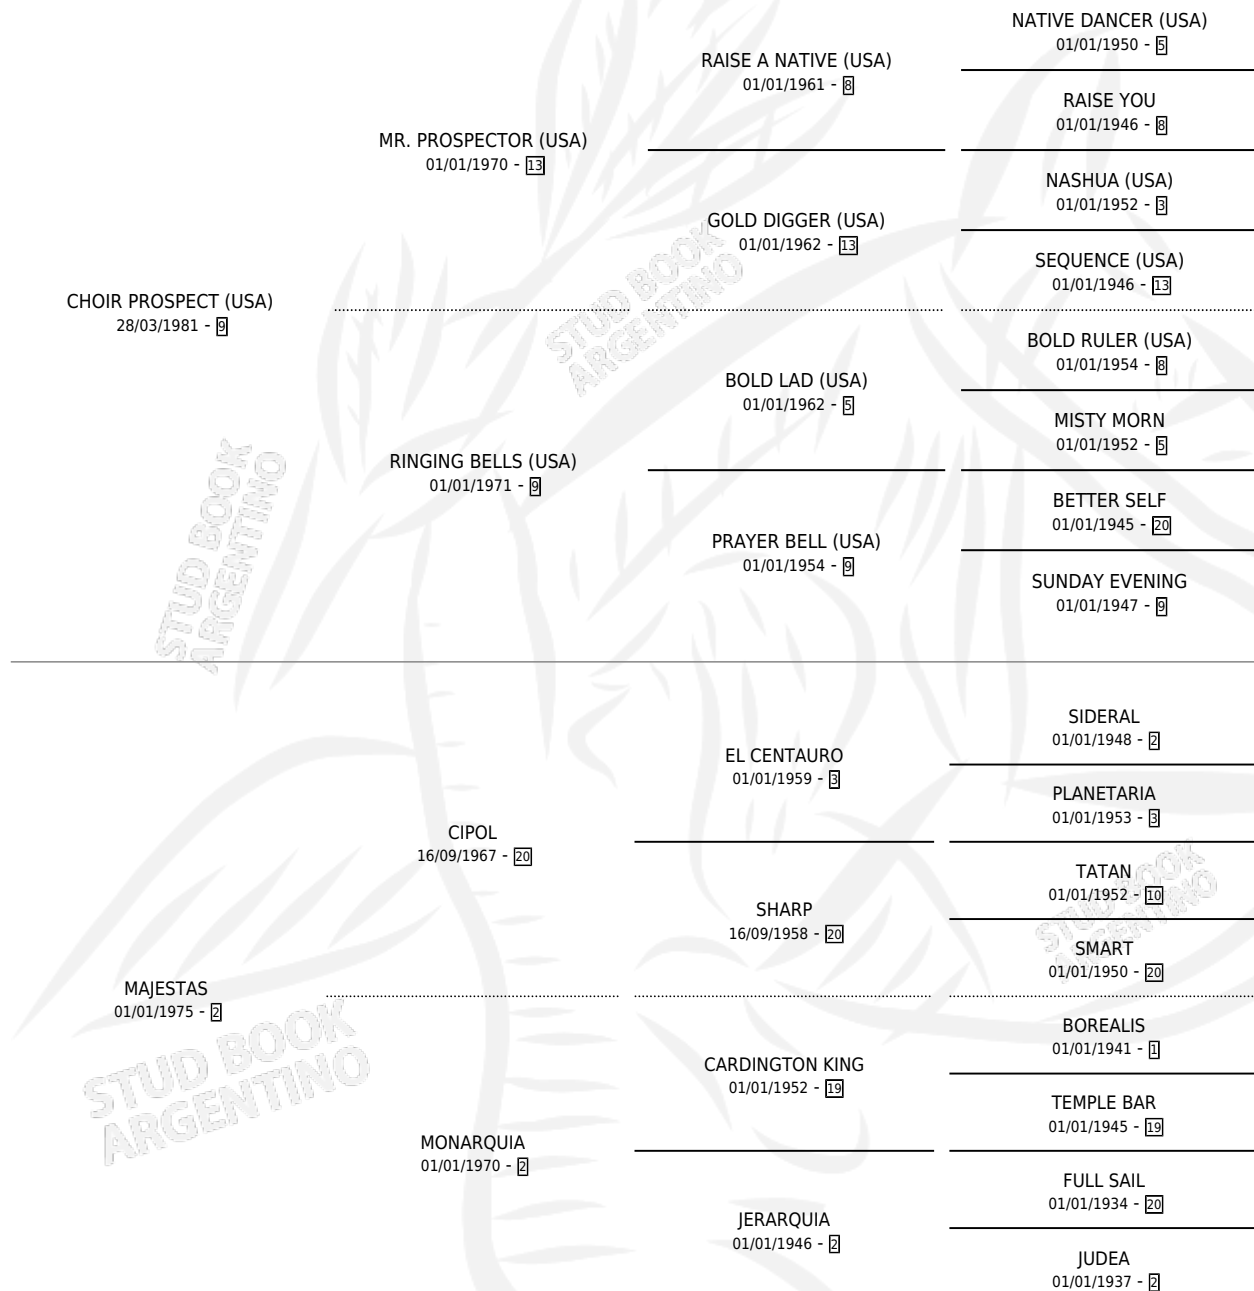 NATIVE DANCER (USA)
01/01/1950 - 5
RAISE A NATIVE (USA)
01/01/1961 - 8
RAISE YOU
01/01/1946 - 8
MR. PROSPECTOR (USA)
01/01/1970 - 13
NASHUA (USA)
01/01/1952 - 3
GOLD DIGGER (USA)
01/01/1962 - 13
SEQUENCE (USA)
01/01/1946 - 13
CHOIR PROSPECT (USA)
28/03/1981 - 9
BOLD RULER (USA)
01/01/1954 - 8
BOLD LAD (USA)
01/01/1962 - 5
MISTY MORN
01/01/1952 - 5
RINGING BELLS (USA)
01/01/1971 - 9
BETTER SELF
01/01/1945 - 20
PRAYER BELL (USA)
01/01/1954 - 9
SUNDAY EVENING
01/01/1947 - 9
SIDERAL
01/01/1948 - 2
EL CENTAURO
01/01/1959 - 3
PLANETARIA
01/01/1953 - 3
CIPOL
16/09/1967 - 20
TATAN
01/01/1952 - 10
SHARP
16/09/1958 - 20
SMART
01/01/1950 - 20
MAJESTAS
01/01/1975 - 2
BOREALIS
01/01/1941 - 1
CARDINGTON KING
01/01/1952 - 19
TEMPLE BAR
01/01/1945 - 19
MONARQUIA
01/01/1970 - 2
FULL SAIL
01/01/1934 - 20
JERARQUIA
01/01/1946 - 2
JUDEA
01/01/1937 - 2
STUD BOOK
ARGENTINO
STUD BOOK
ARGENTINO
STUD BOOK
ARGENTINO
STUD BOOK
ARGENTINO